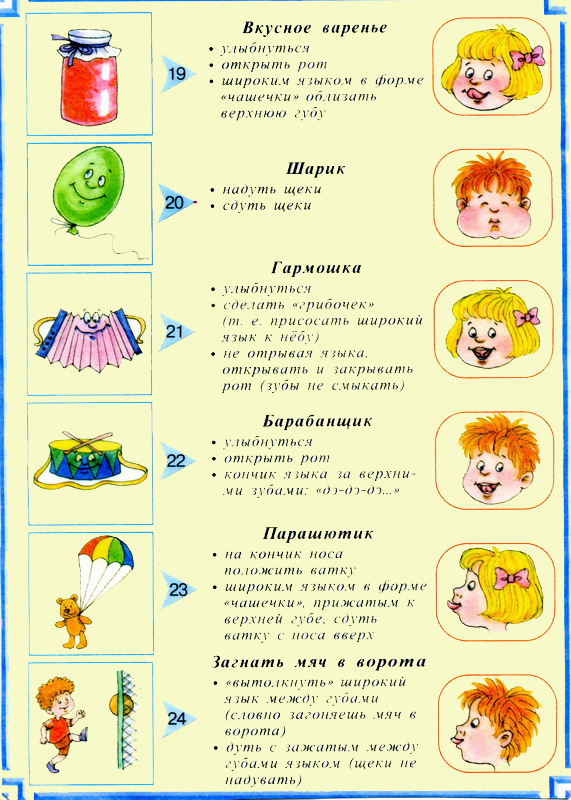 Вкусное варенье
19
• улыбнуться
• открыть рот
• широким языком в форме
«чашечки» облизать
верхнюю губу
Шарик
20
• надуть щеки
• сдуть щеки
Гармошка
21
• улыбнуться
• сделать «грибочек»
(т. е. присосать широкий
язык к нёбу)
• не отрывая языка,
открывать и закрывать
рот (зубы не смыкать)
Барабанщик
22
• улыбнуться
• открыть рот
• кончик языка за верхни-
ми зубами: «дэ-дэ-дэ...»
Парашютик
23
• на кончик носа
положить ватку
• широким языком в форме
«чашечки», прижатым к
верхней губе, сдуть
ватку с носа вверх
Загнать мяч в ворота
24
• «вытолкнуть» широкий
язык между губами
(словно загоняешь мяч в
ворота)
• дуть с зажатым между
губами языком (щеки не
надувать)